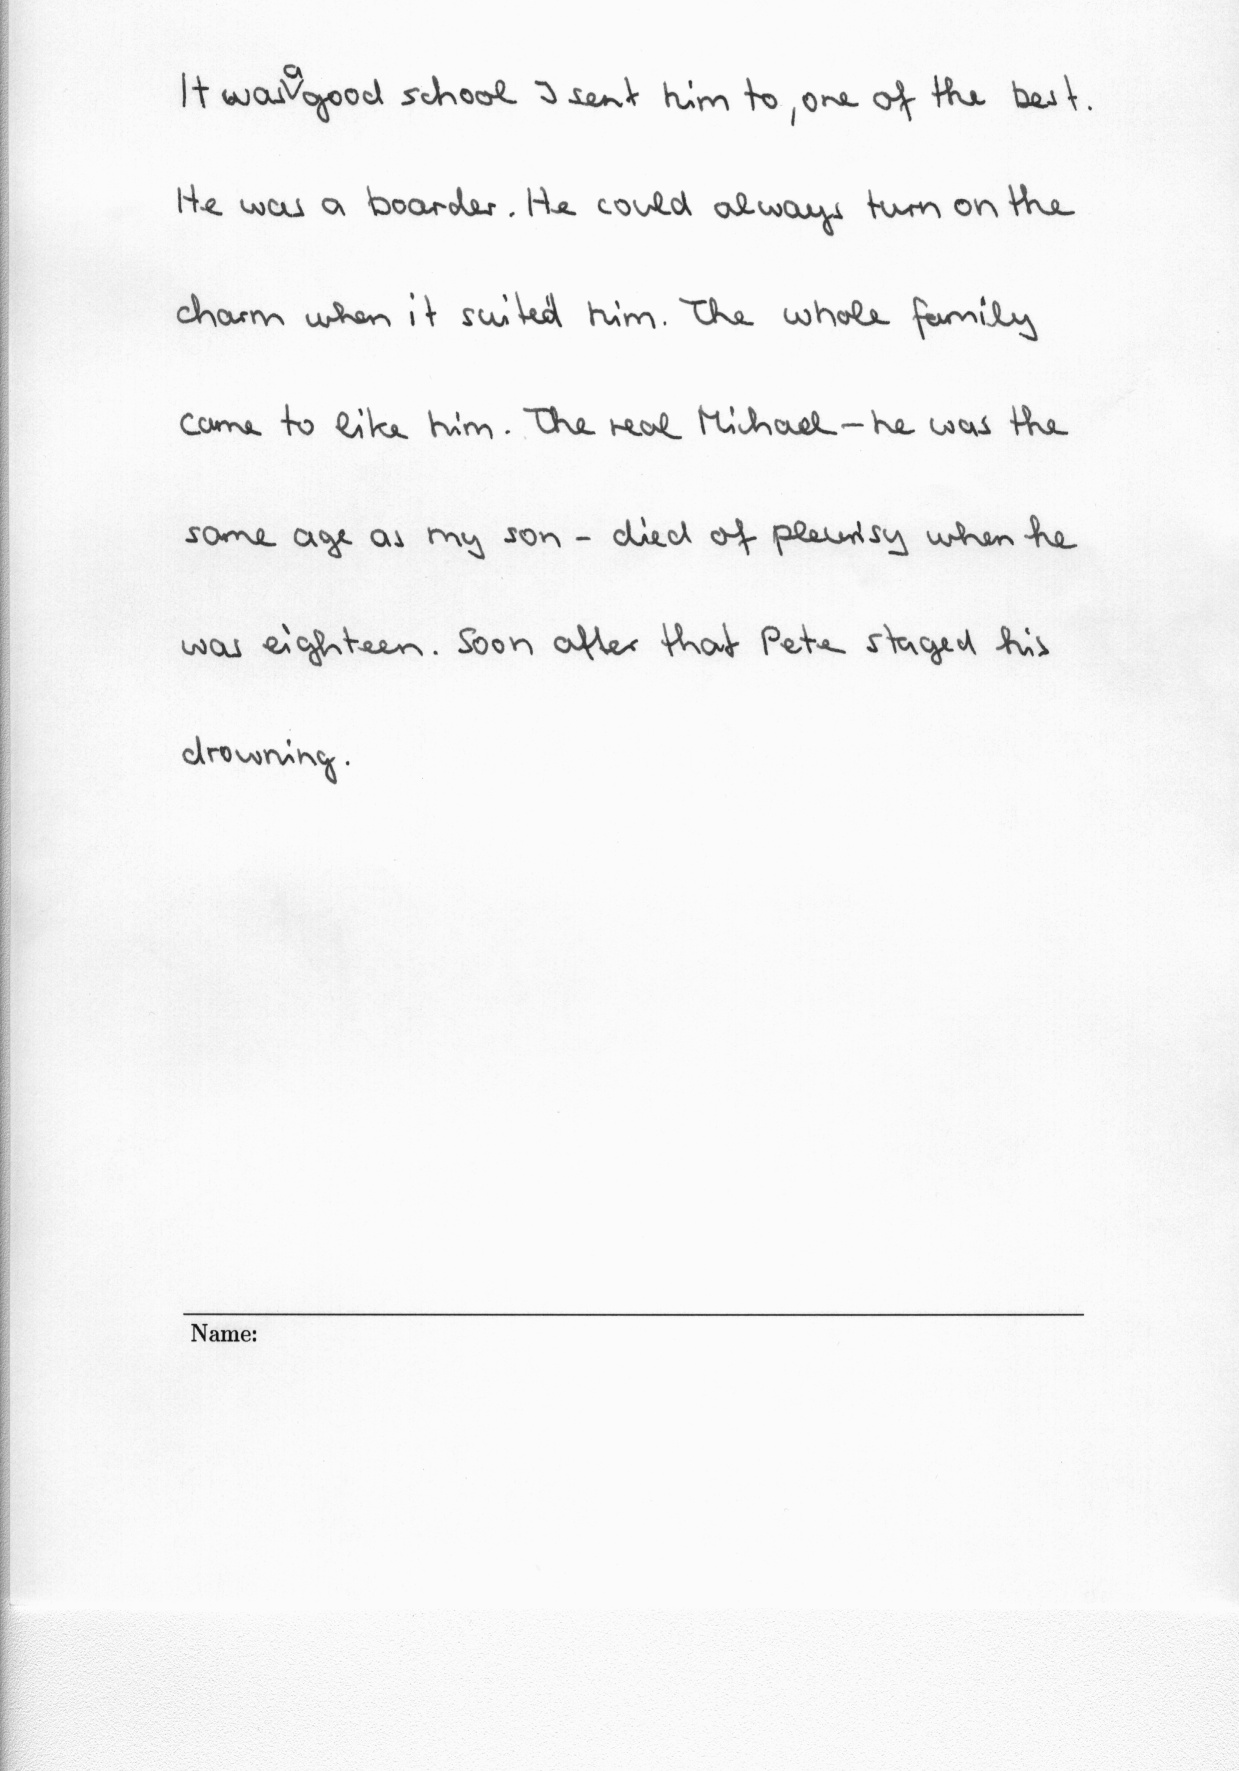 It was a good school I sent him to, one of the best.
He was a boarder. He could always turn on the
charm when it suited him. The whole family
came to like him. The real Michael - he was the
same age as my son - died of pleurisy when he
was eighteen. Soon after that Pete staged his
drowning.
Name: